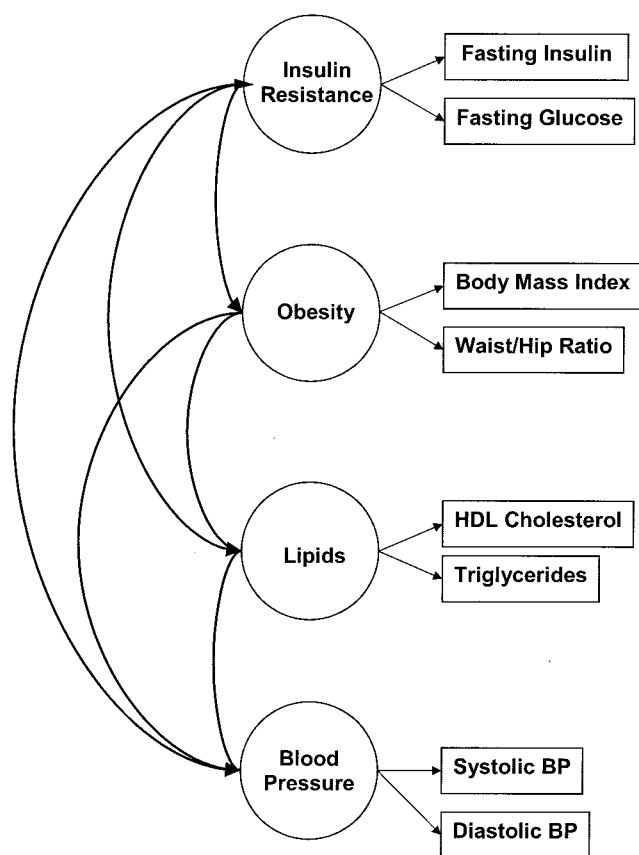 Insulin
Resistance
Fasting Insulin
Fasting Glucose
Obesity
Body Mass Index
Waist/Hip Ratio
Lipids
HDL Cholesterol
Triglycerides
Blood
Pressure
Systolic BP
Diastolic BP